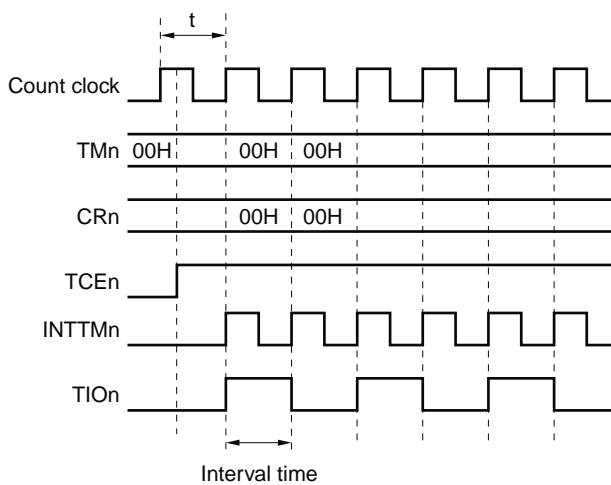 t
Count clock
TMn 00H 00H 00H
CRn 00H 00H
TCEn
INTTMn
TIOn
Interval time